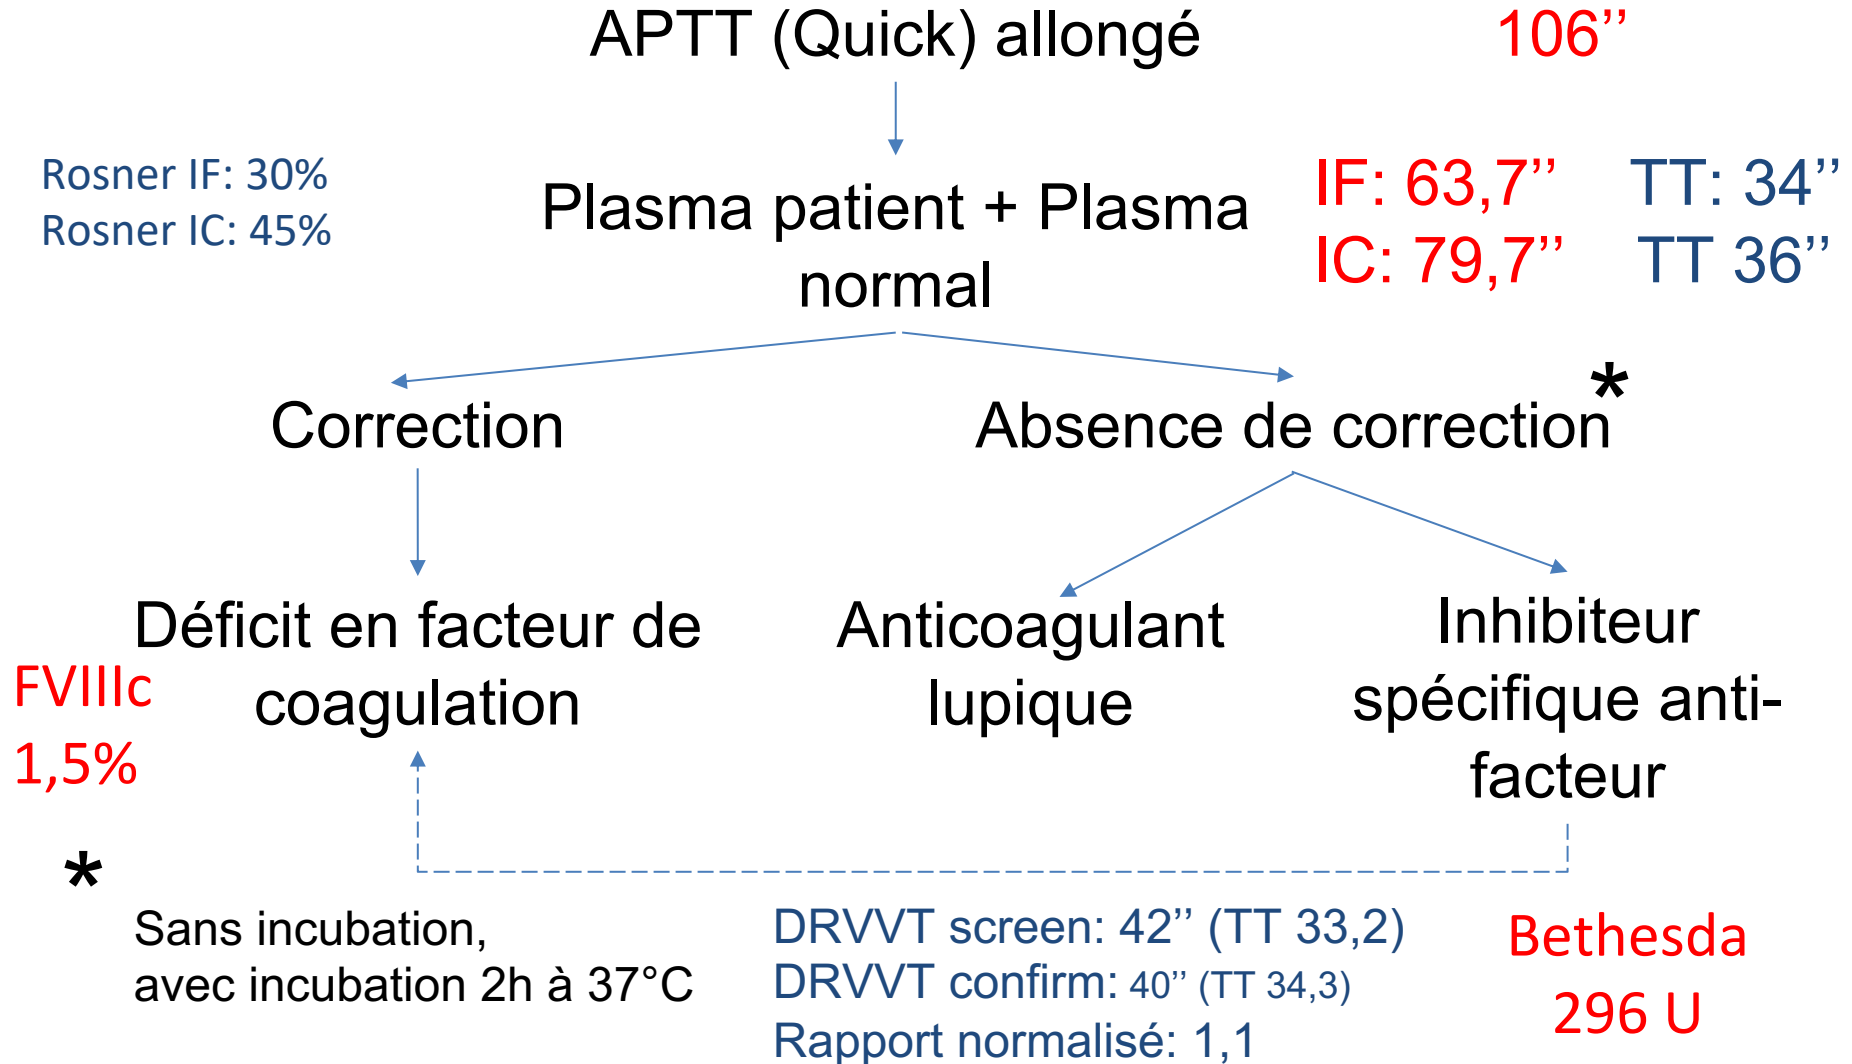 APTT (Quick) allongé
106’’
Rosner IF: 30%
Rosner IC: 45%
Plasma patient + Plasma
normal
IF: 63,7’’ TT: 34’’
IC: 79,7’’ TT 36’’
Correction
Absence de correction*
Déficit en facteur de
coagulation
FVIIIc
1,5%
Anticoagulant
lupique
Inhibiteur
spécifique anti-
facteur
*
Sans incubation,
avec incubation 2h à 37°C
DRVVT screen: 42’’ (TT 33,2)
DRVVT confirm: 40’’ (TT 34,3)
Rapport normalisé: 1,1
Bethesda
296 U